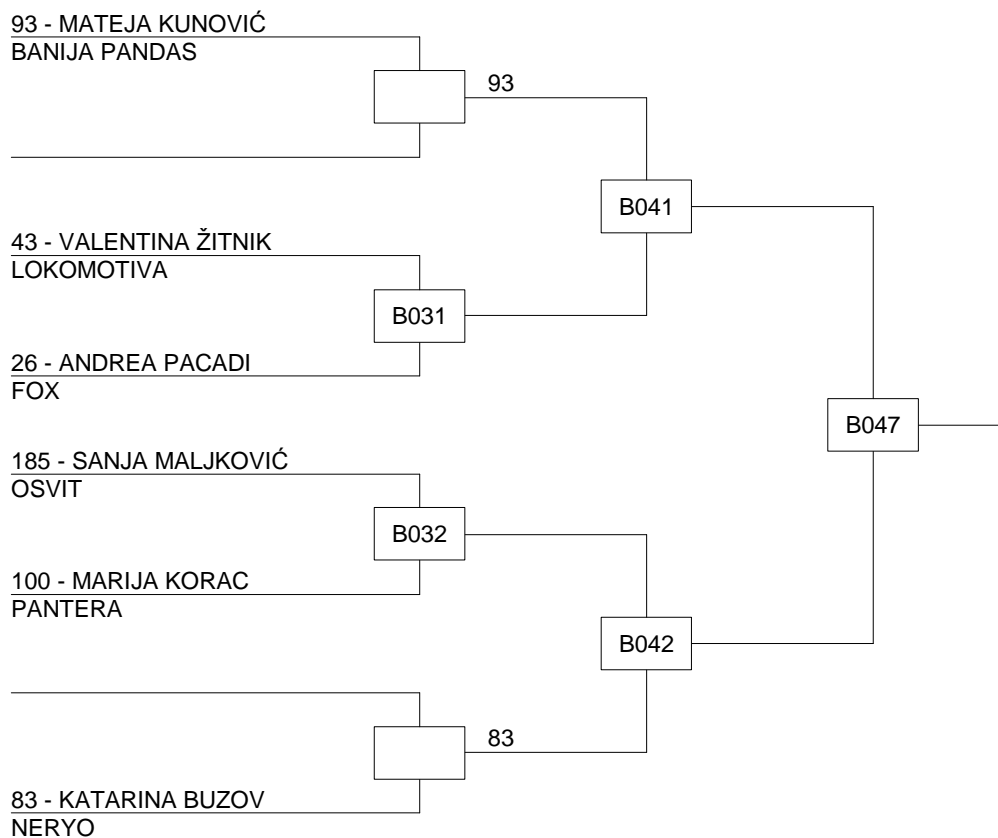 93 - MATEJA KUNOVIĆ
BANIJA PANDAS
93
B041
43 - VALENTINA ŽITNIK
LOKOMOTIVA
B031
26 - ANDREA PACADI
FOX
B047
185 - SANJA MALJKOVIĆ
OSVIT
B032
100 - MARIJA KORAC
PANTERA
B042
83
83 - KATARINA BUZOV
NERYO